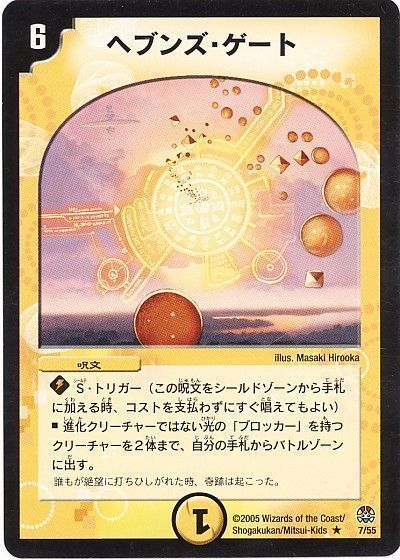 6
ヘブンズ・ゲート
illus. Masaki Hirooka
呪文
S・トリガー（この呪文をシールドゾーンから手札
に加える時、コストを支払わずにすぐ唱えてもよい）
■ 進化クリーチャーではない光の「ブロッカー」を持つ
クリーチャーを2体まで、自分の手札からバトルゾーン
に出す。
誰もが絶望に打ちひしがれた時、奇跡は起こった。
1
©2005 Wizards of the Coast/
Shogakukan/Mitsui-Kids ★ 7/55